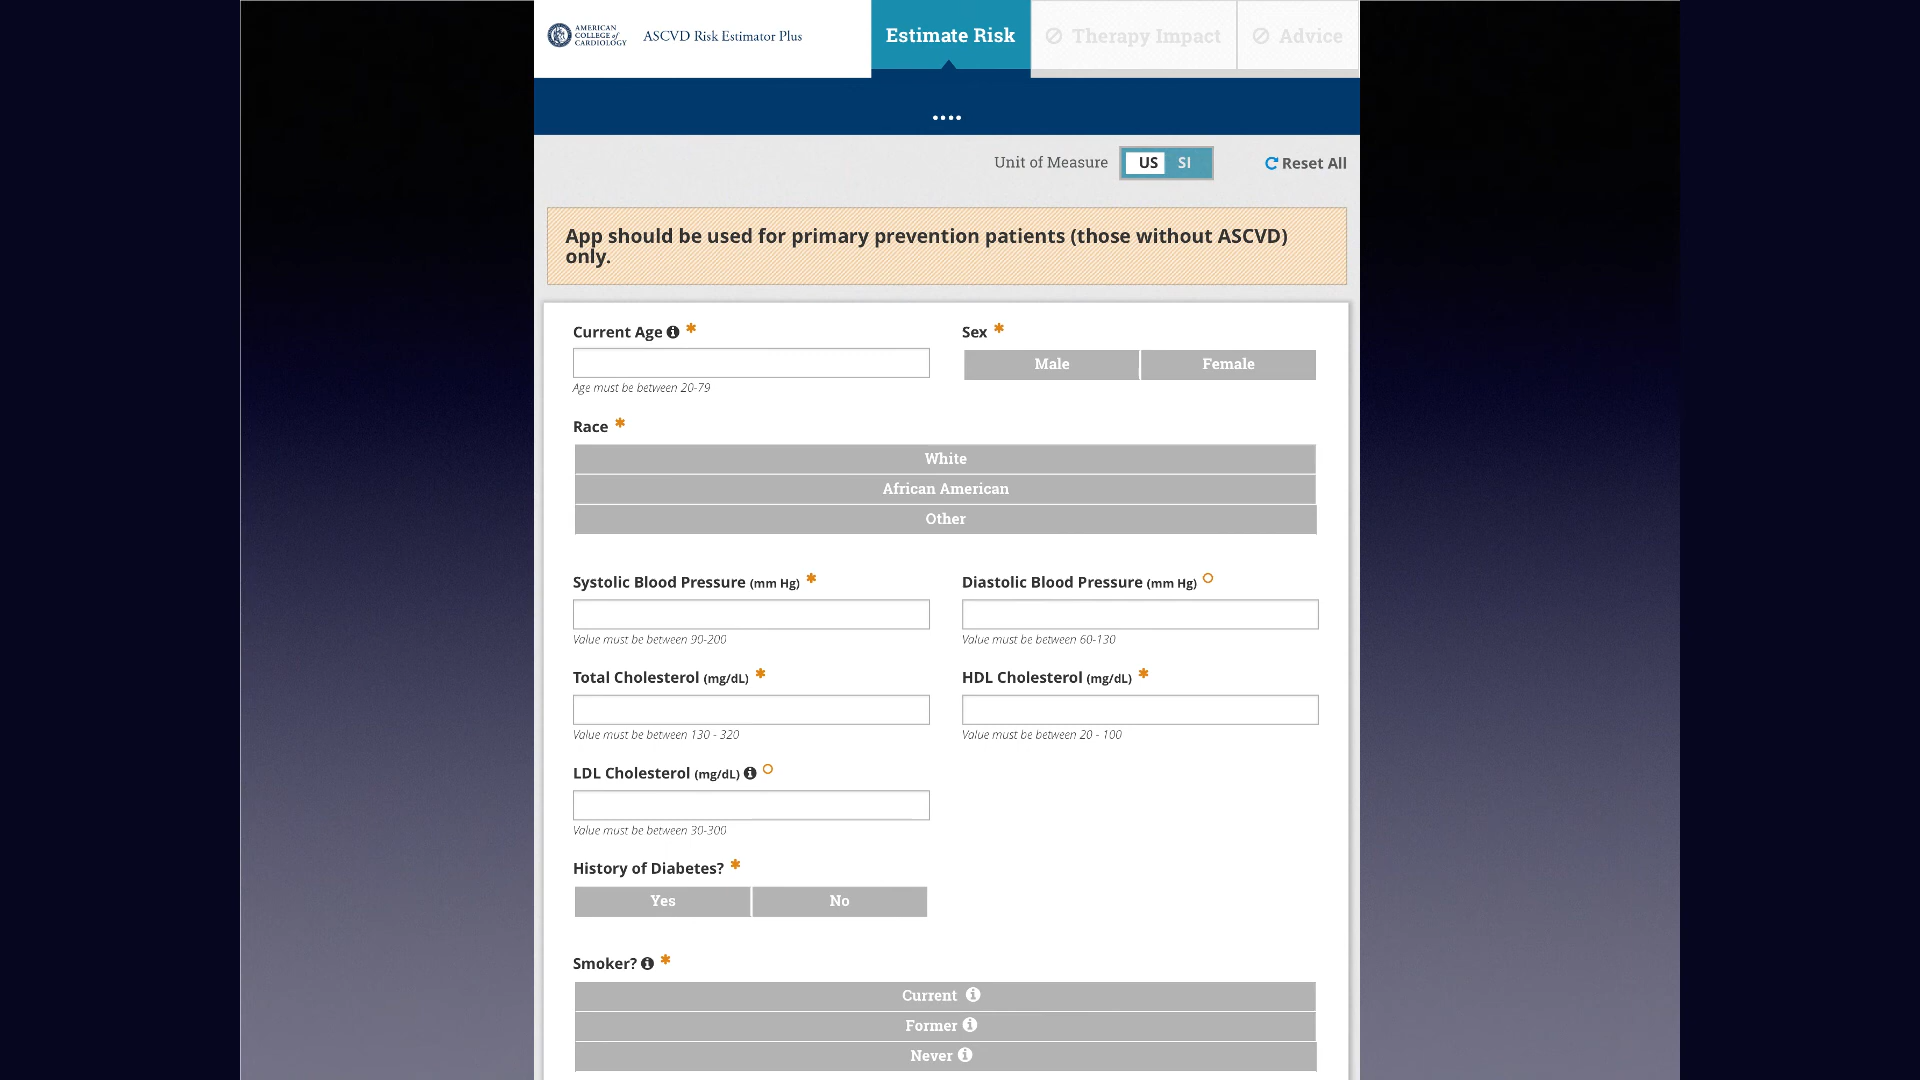 AMERICAN
COLLEGE of
CARDIOLOGY
ASCVD Risk Estimator Plus
Estimate Risk
Therapy Impact
Advice
Unit of Measure
US SI
Reset All
App should be used for primary prevention patients (those without ASCVD)
only.
Current Age *
Sex *
Male Female
Age must be between 20-79
Race *
White
African American
Other
Systolic Blood Pressure (mm Hg) *
Diastolic Blood Pressure (mm Hg)
Value must be between 90-200
Value must be between 60-130
Total Cholesterol (mg/dL) *
HDL Cholesterol (mg/dL) *
Value must be between 130 - 320
Value must be between 20 - 100
LDL Cholesterol (mg/dL)
Value must be between 30-300
History of Diabetes? *
Yes No
Smoker? *
Current
Former
Never